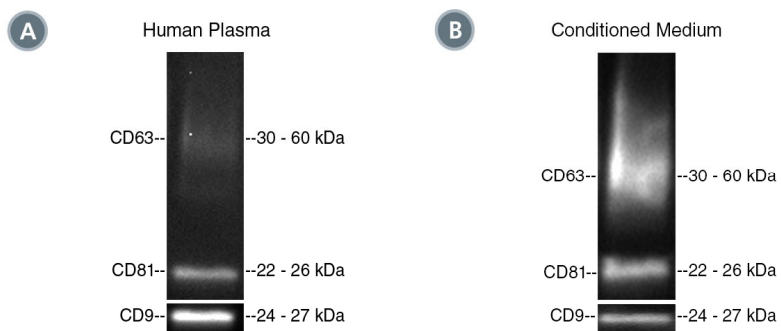 A
Human Plasma
CD63--
--30 - 60 kDa
CD81--
--22 - 26 kDa
CD9--
--24 - 27 kDa
B
Conditioned Medium
CD63--
--30 - 60 kDa
CD81--
--22 - 26 kDa
CD9--
--24 - 27 kDa